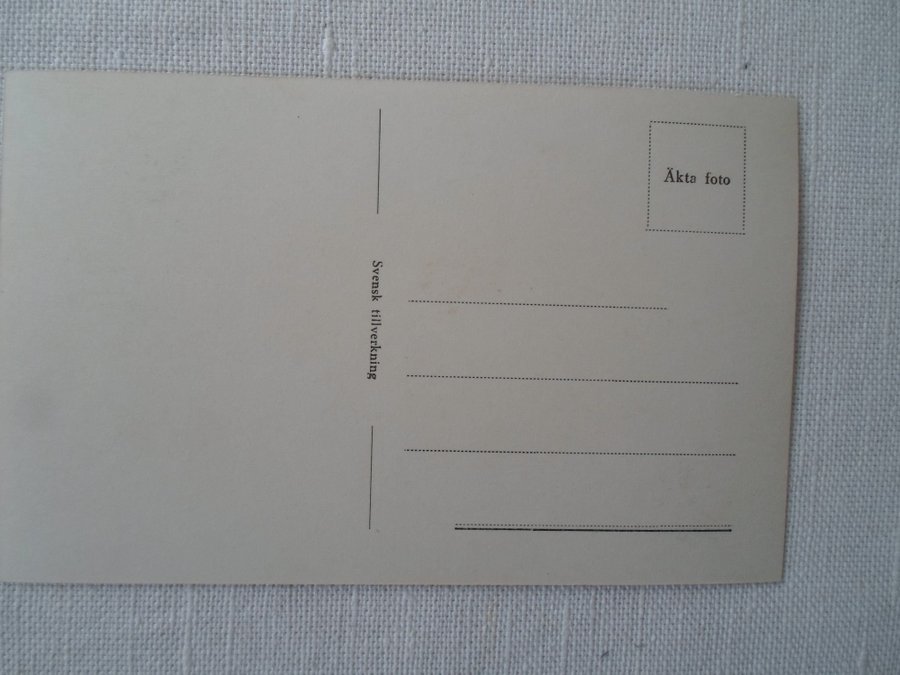 Äkta foto
Svensk tillverkning